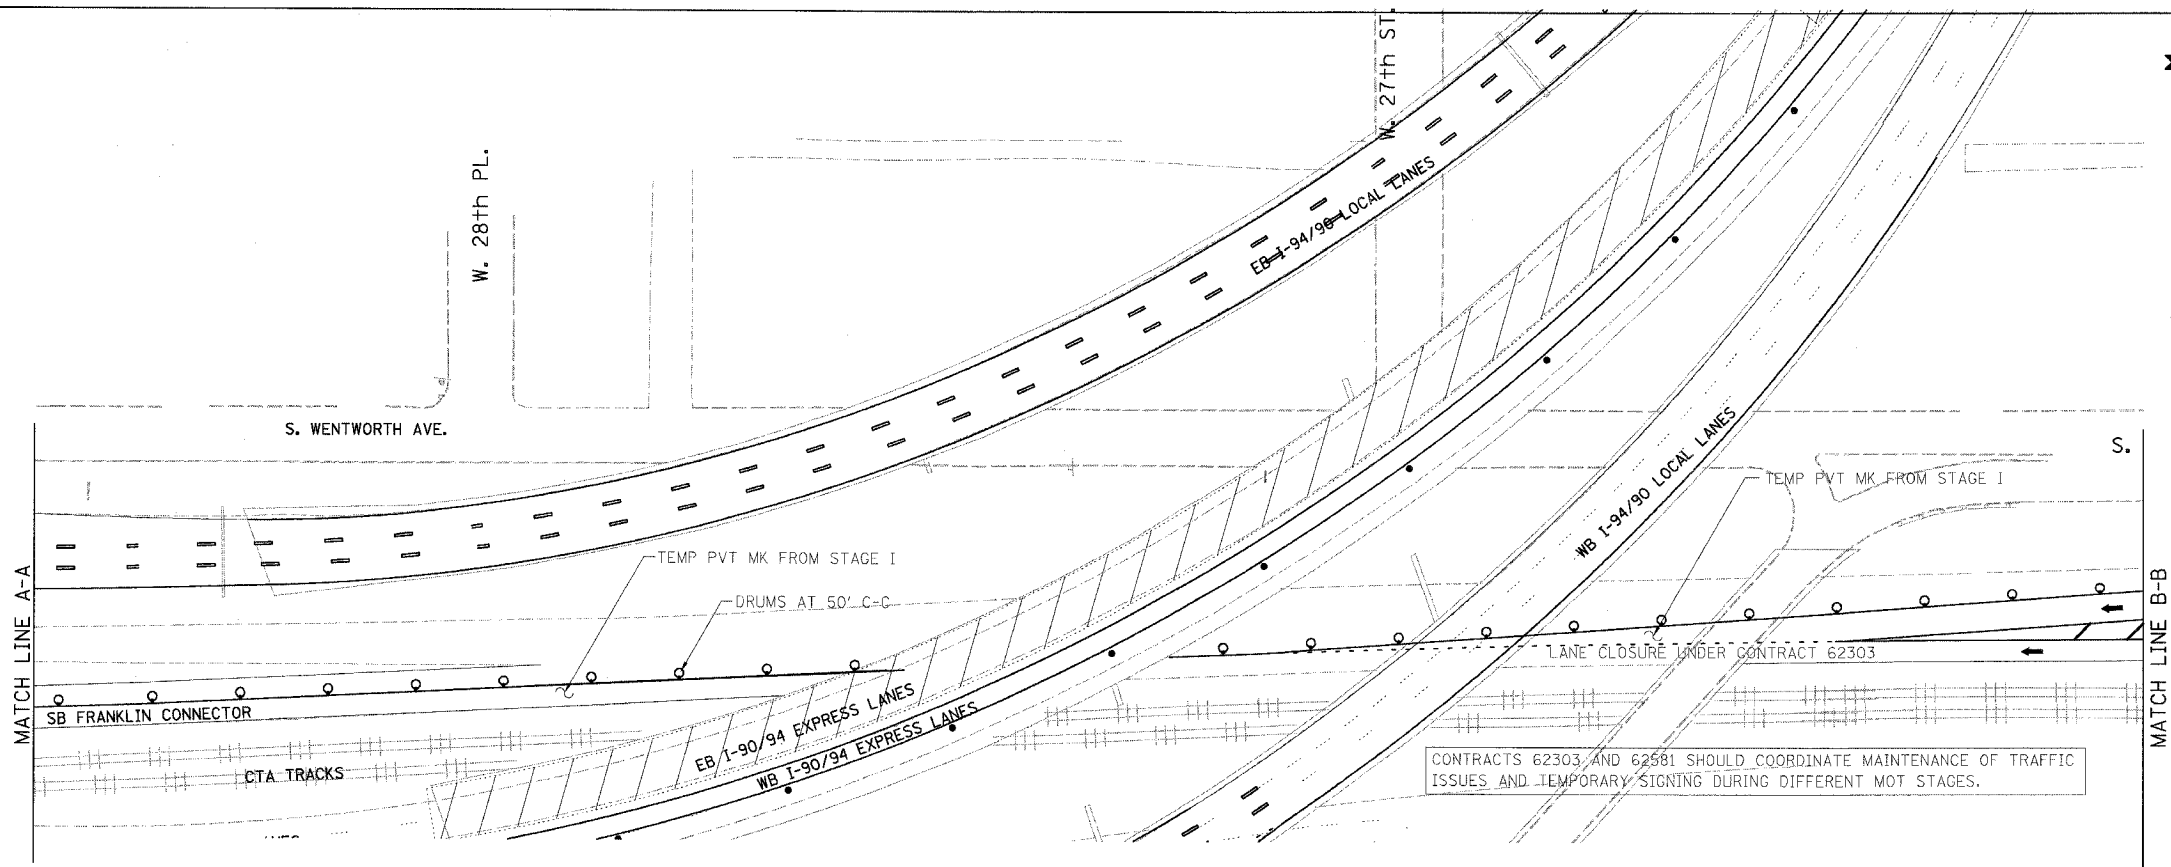 W. 27th ST.
W. 28th PL.
EB I-94/90 LOCAL LANES
S. WENTWORTH AVE.
S.
TEMP PVT MK FROM STAGE I
WB I-94/90 LOCAL LANES
TEMP PVT MK FROM STAGE I
DRUMS AT 50' C-C
MATCH LINE A-A
MATCH LINE B-B
LANE CLOSURE UNDER CONTRACT 62303
SB FRANKLIN CONNECTOR
EB I-90/94 EXPRESS LANES
WB I-90/94 EXPRESS LANES
CTA TRACKS
CONTRACTS 62303 AND 62581 SHOULD COORDINATE MAINTENANCE OF TRAFFIC
ISSUES AND TEMPORARY SIGNING DURING DIFFERENT MOT STAGES.